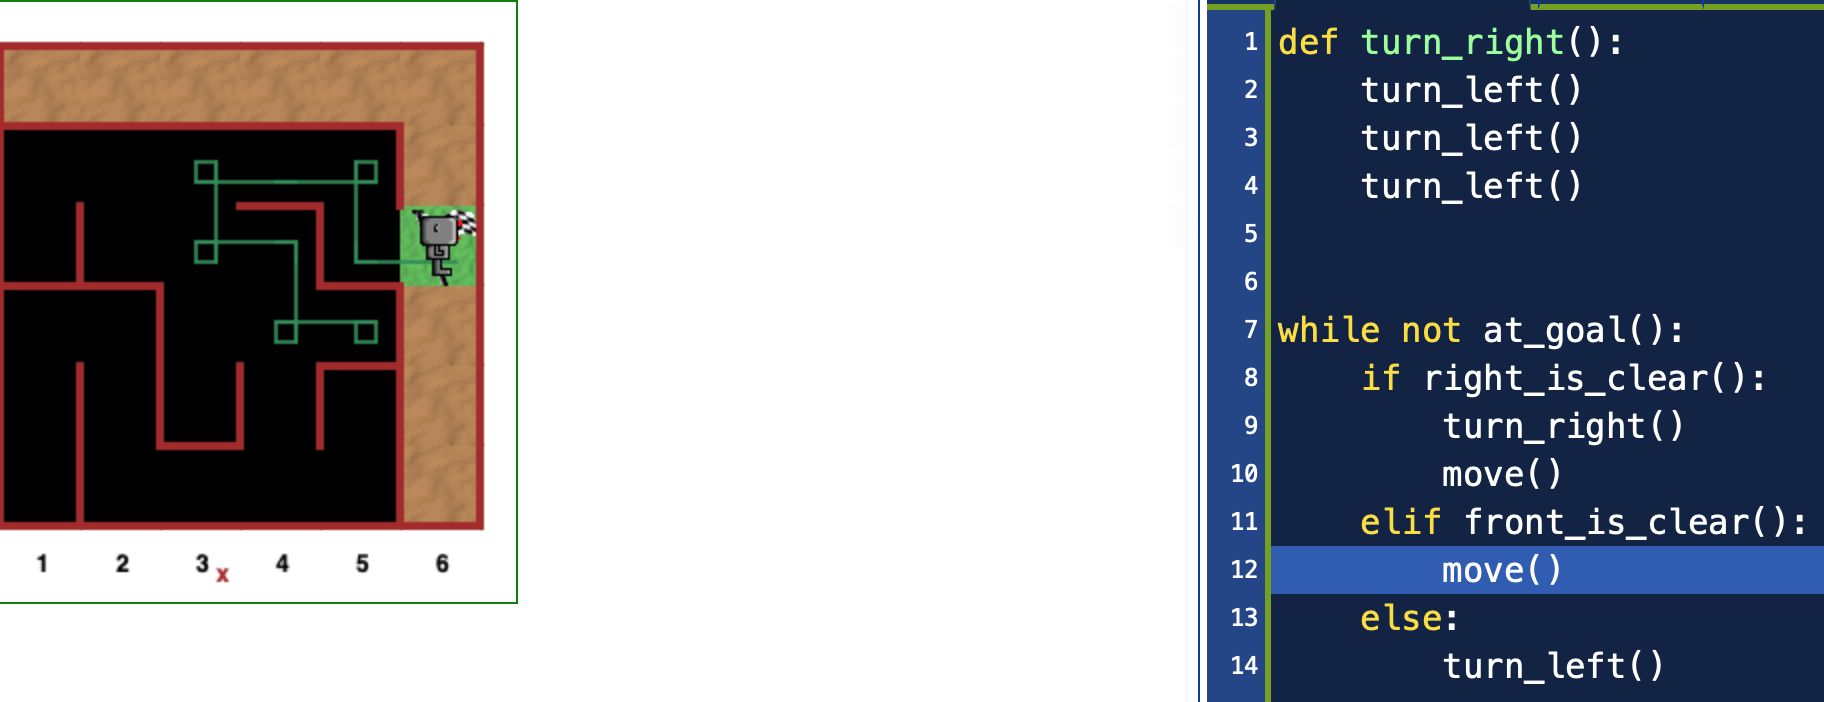 1 2 3 x 4 5 6
1 def turn_right():
2     turn_left()
3     turn_left()
4     turn_left()
5
6
7 while not at_goal():
8     if right_is_clear():
9         turn_right()
10         move()
11     elif front_is_clear():
12         move()
13     else:
14         turn_left()